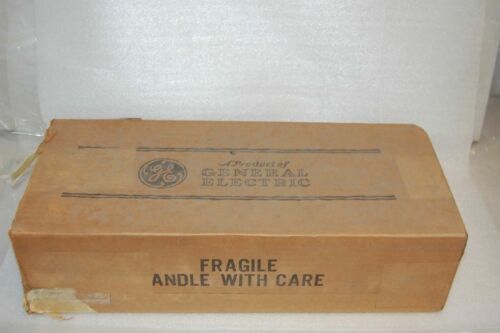 A Product of
GE GENERAL
ELECTRIC
FRAGILE
ANDLE WITH CARE